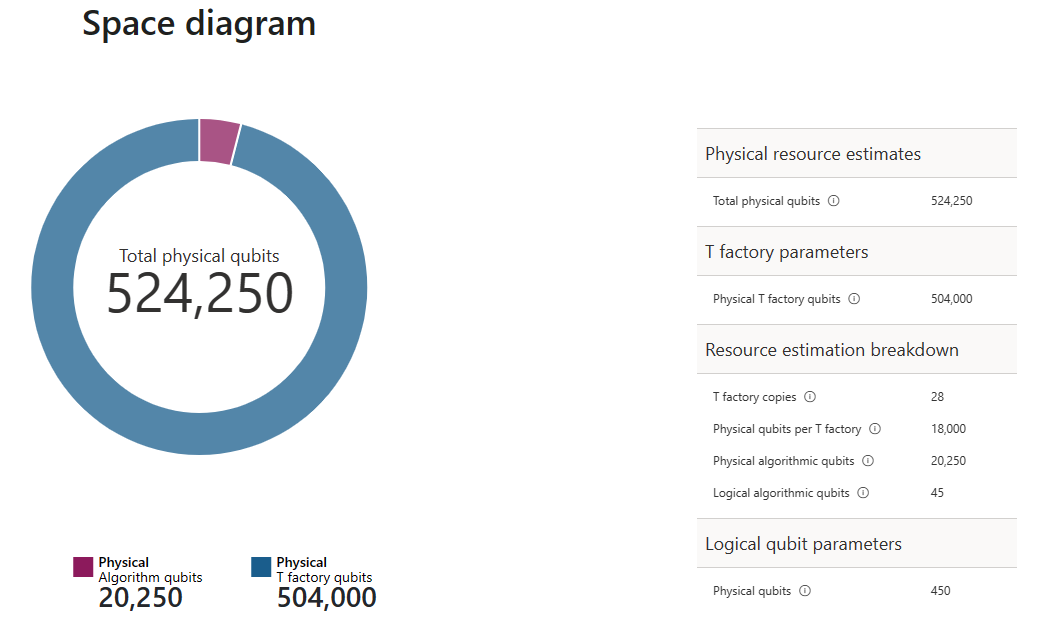 Space diagram
Total physical qubits
524,250
Physical
Algorithm qubits
20,250
Physical
T factory qubits
504,000
Physical resource estimates
Total physical qubits 524,250
T factory parameters
Physical T factory qubits 504,000
Resource estimation breakdown
T factory copies 28
Physical qubits per T factory 18,000
Physical algorithmic qubits 20,250
Logical algorithmic qubits 45
Logical qubit parameters
Physical qubits 450